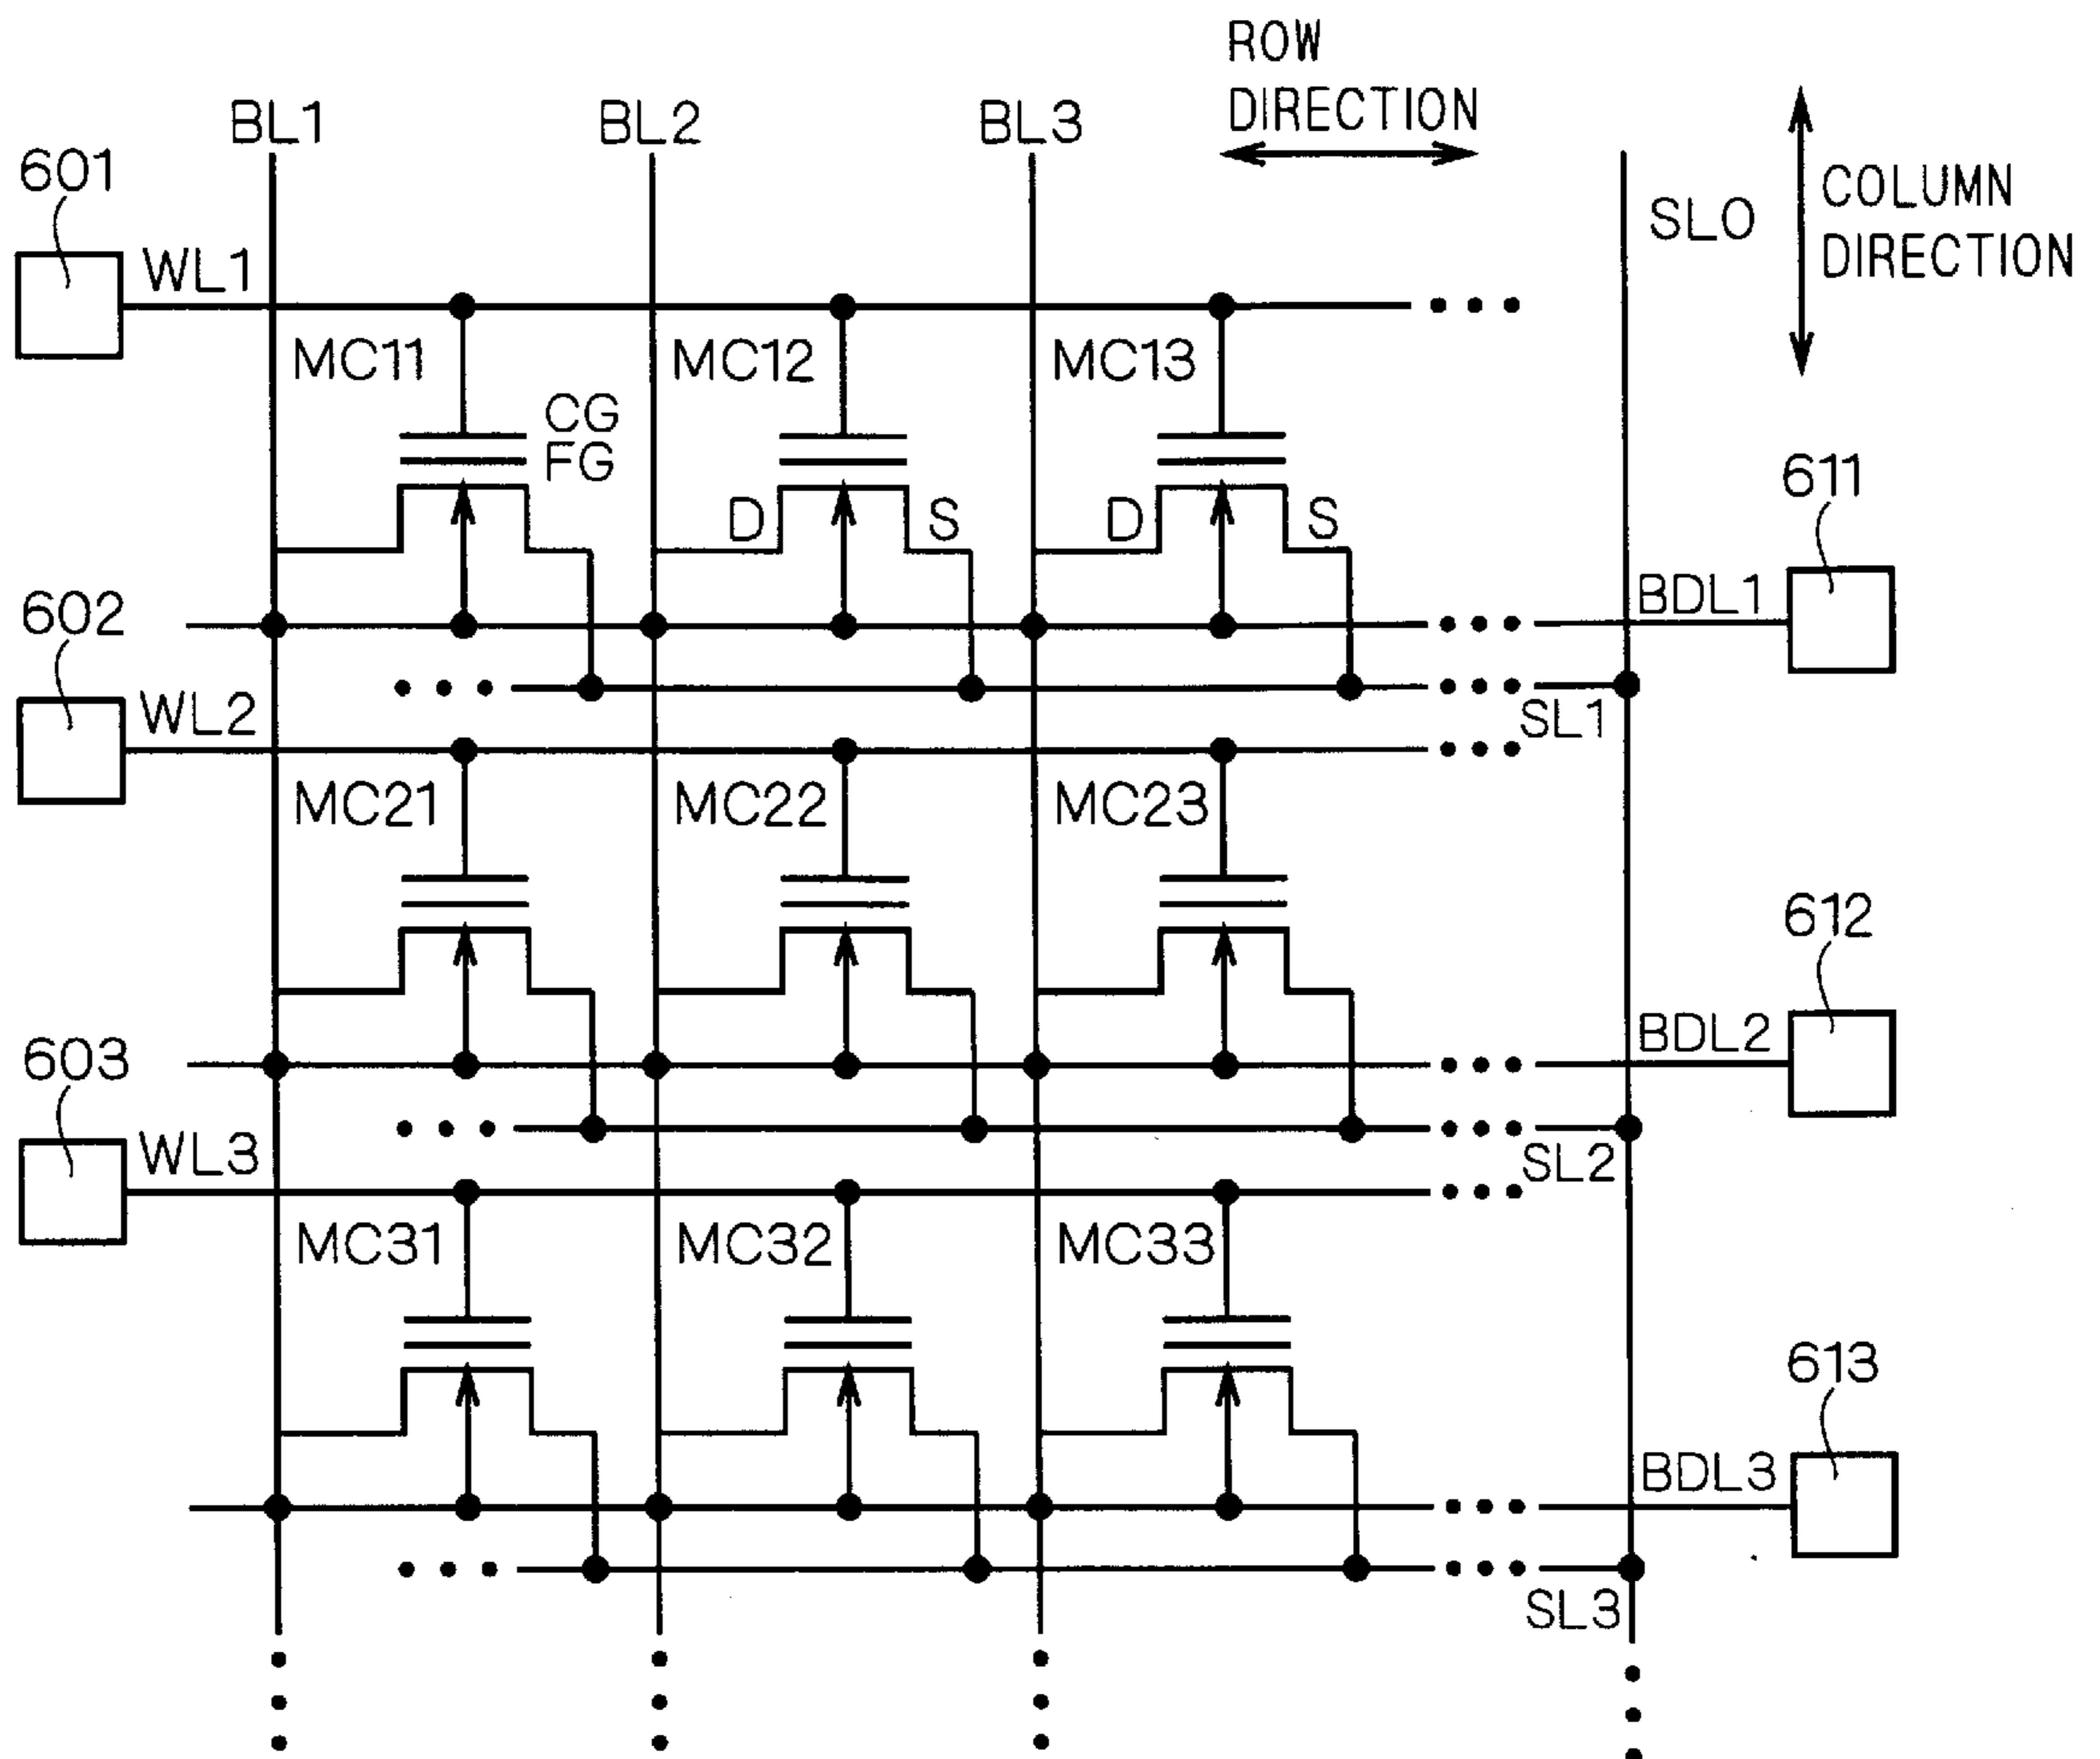 ROW
DIRECTION
BL1
BL2
BL3
COLUMN
DIRECTION
SL0
601
WL1
MC11
MC12
MC13
CG
FG
D
S
D
S
611
BDL1
602
WL2
SL1
MC21
MC22
MC23
612
BDL2
603
WL3
SL2
MC31
MC32
MC33
613
BDL3
SL3